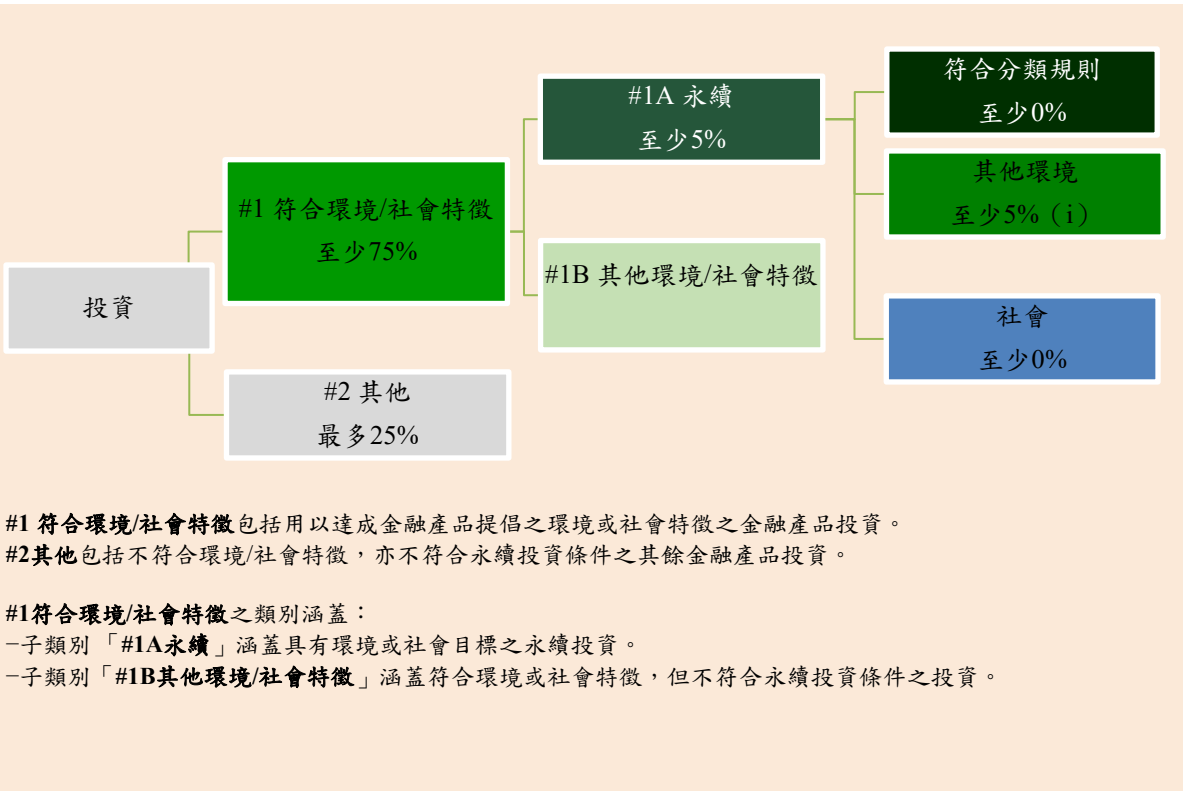 投資
#1 符合環境/社會特徵
至少75%
#2 其他
最多25%
#1A 永續
至少5%
#1B 其他環境/社會特徵
符合分類規則
至少0%
其他環境
至少5%（i）
社會
至少0%
#1 符合環境/社會特徵包括用以達成金融產品提倡之環境或社會特徵之金融產品投資。
#2其他包括不符合環境/社會特徵，亦不符合永續投資條件之其餘金融產品投資。
#1符合環境/社會特徵之類別涵蓋：
−子類別「#1A永續」涵蓋具有環境或社會目標之永續投資。
−子類別「#1B其他環境/社會特徵」涵蓋符合環境或社會特徵，但不符合永續投資條件之投資。